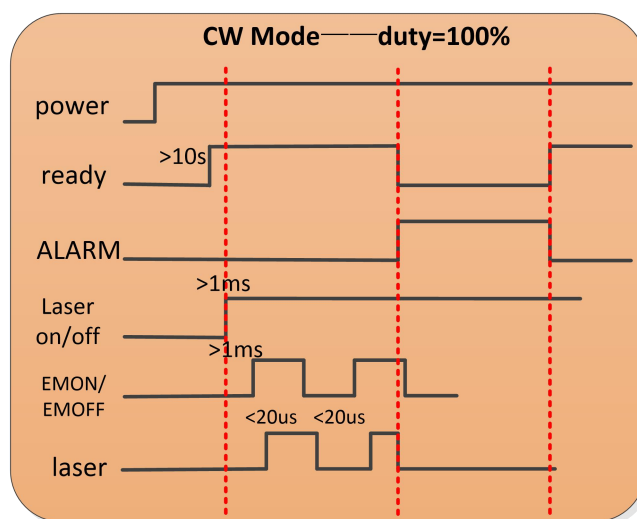 CW Mode——duty=100%
power
>10s
ready
ALARM
>1ms
Laser
on/off
>1ms
EMON/
EMOFF
<20us <20us
laser